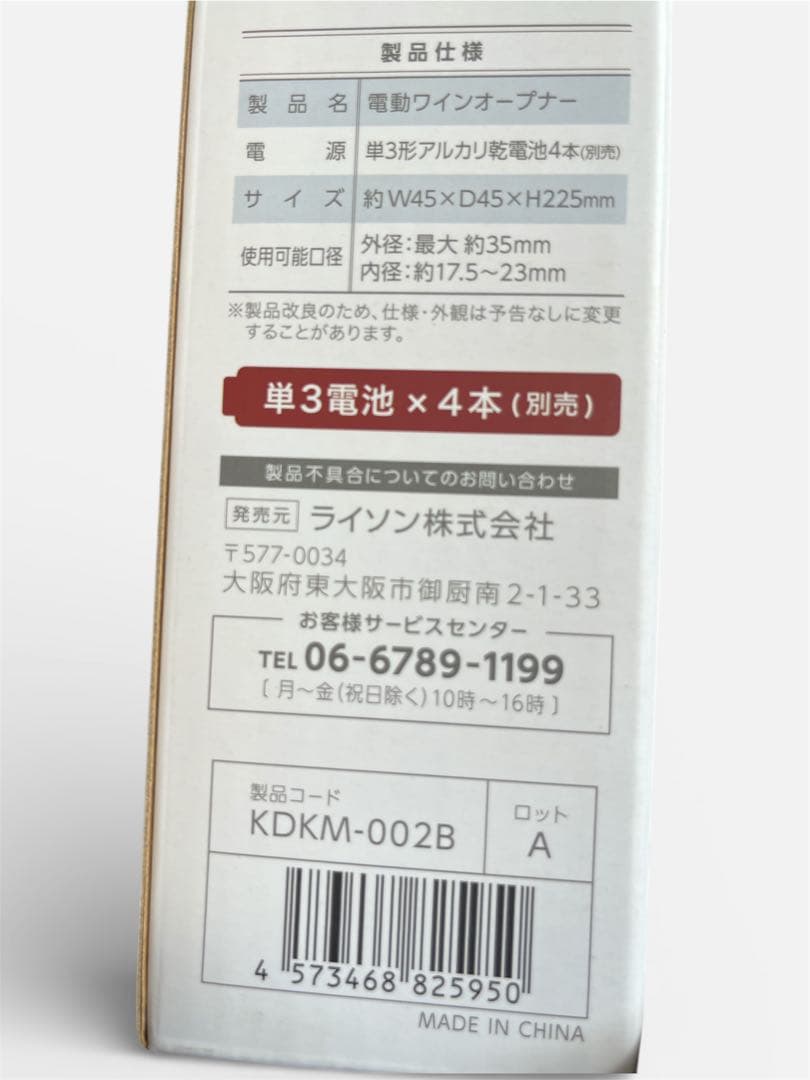 製品仕様
製品名 電動ワインオープナー
電源 単3形アルカリ乾電池4本(別売)
サイズ 約W45×D45×H225mm
使用可能口径 外径：最大 約35mm
内径：約17.5～23mm
※製品改良のため、仕様・外観は予告なしに変更
することがあります。
単3電池×4本(別売)
製品不具合についてのお問い合わせ
発売元 ライソン株式会社
〒577-0034
大阪府東大阪市御厨南2-1-33
お客様サービスセンター
TEL 06-6789-1199
[月～金(祝日除く)10時～16時]
製品コード
KDKM-002B
ロット
A
4 573468 825950
MADE IN CHINA